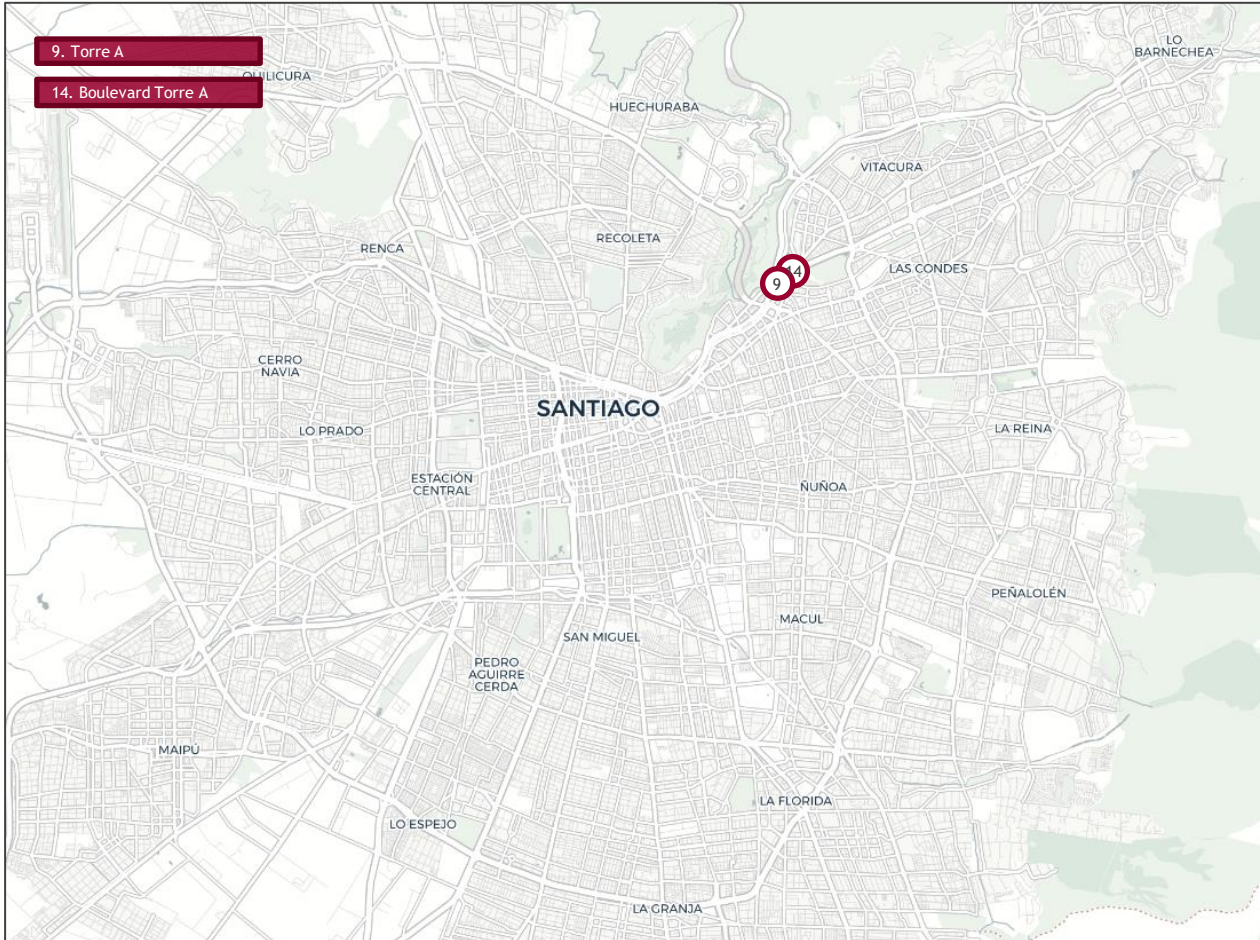 9. Torre A
14. Boulevard Torre A
LO
BARNECHEA
QUILICURA
HUECHURABA
VITACURA
RECOLETA
RENCA
LAS CONDES
14
9
CERRO
NAVIA
SANTIAGO
LO PRADO
LA REINA
ESTACIÓN
CENTRAL
ÑUÑOA
PEÑALOLÉN
MACUL
SAN MIGUEL
PEDRO
AGUIRRE
CERDA
MAIPÚ
LA FLORIDA
LO ESPEJO
LA GRANJA